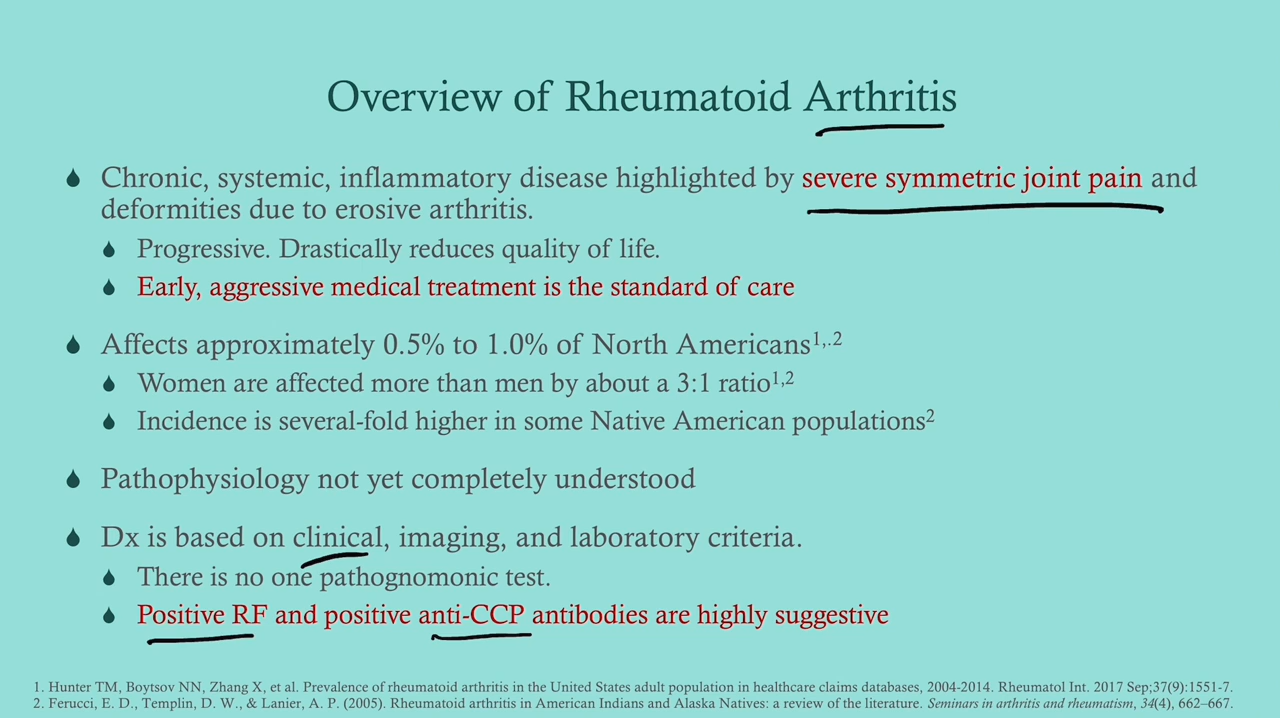 Overview of Rheumatoid Arthritis
Chronic, systemic, inflammatory disease highlighted by severe symmetric joint pain and
deformities due to erosive arthritis.
Progressive. Drastically reduces quality of life.
Early, aggressive medical treatment is the standard of care
Affects approximately 0.5% to 1.0% of North Americans1,.2
Women are affected more than men by about a 3:1 ratio1,2
Incidence is several-fold higher in some Native American populations2
Pathophysiology not yet completely understood
Dx is based on clinical, imaging, and laboratory criteria.
There is no one pathognomonic test.
Positive RF and positive anti-CCP antibodies are highly suggestive
1. Hunter TM, Boytsov NN, Zhang X, et al. Prevalence of rheumatoid arthritis in the United States adult population in healthcare claims databases, 2004-2014. Rheumatol Int. 2017 Sep;37(9):1551-7.
2. Ferucci, E. D., Templin, D. W., & Lanier, A. P. (2005). Rheumatoid arthritis in American Indians and Alaska Natives: a review of the literature. Seminars in arthritis and rheumatism, 34(4), 662–667.